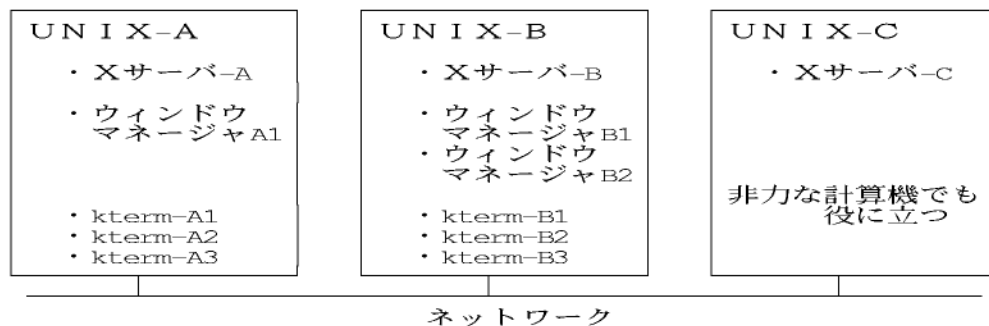 UNIX-A
・Xサーバ-A
・ウィンドウ
マネージャA1
・kterm-A1
・kterm-A2
・kterm-A3
UNIX-B
・Xサーバ-B
・ウィンドウ
マネージャB1
・ウィンドウ
マネージャB2
・kterm-B1
・kterm-B2
・kterm-B3
UNIX-C
・Xサーバ-C
非力な計算機でも
役に立つ
ネットワーク